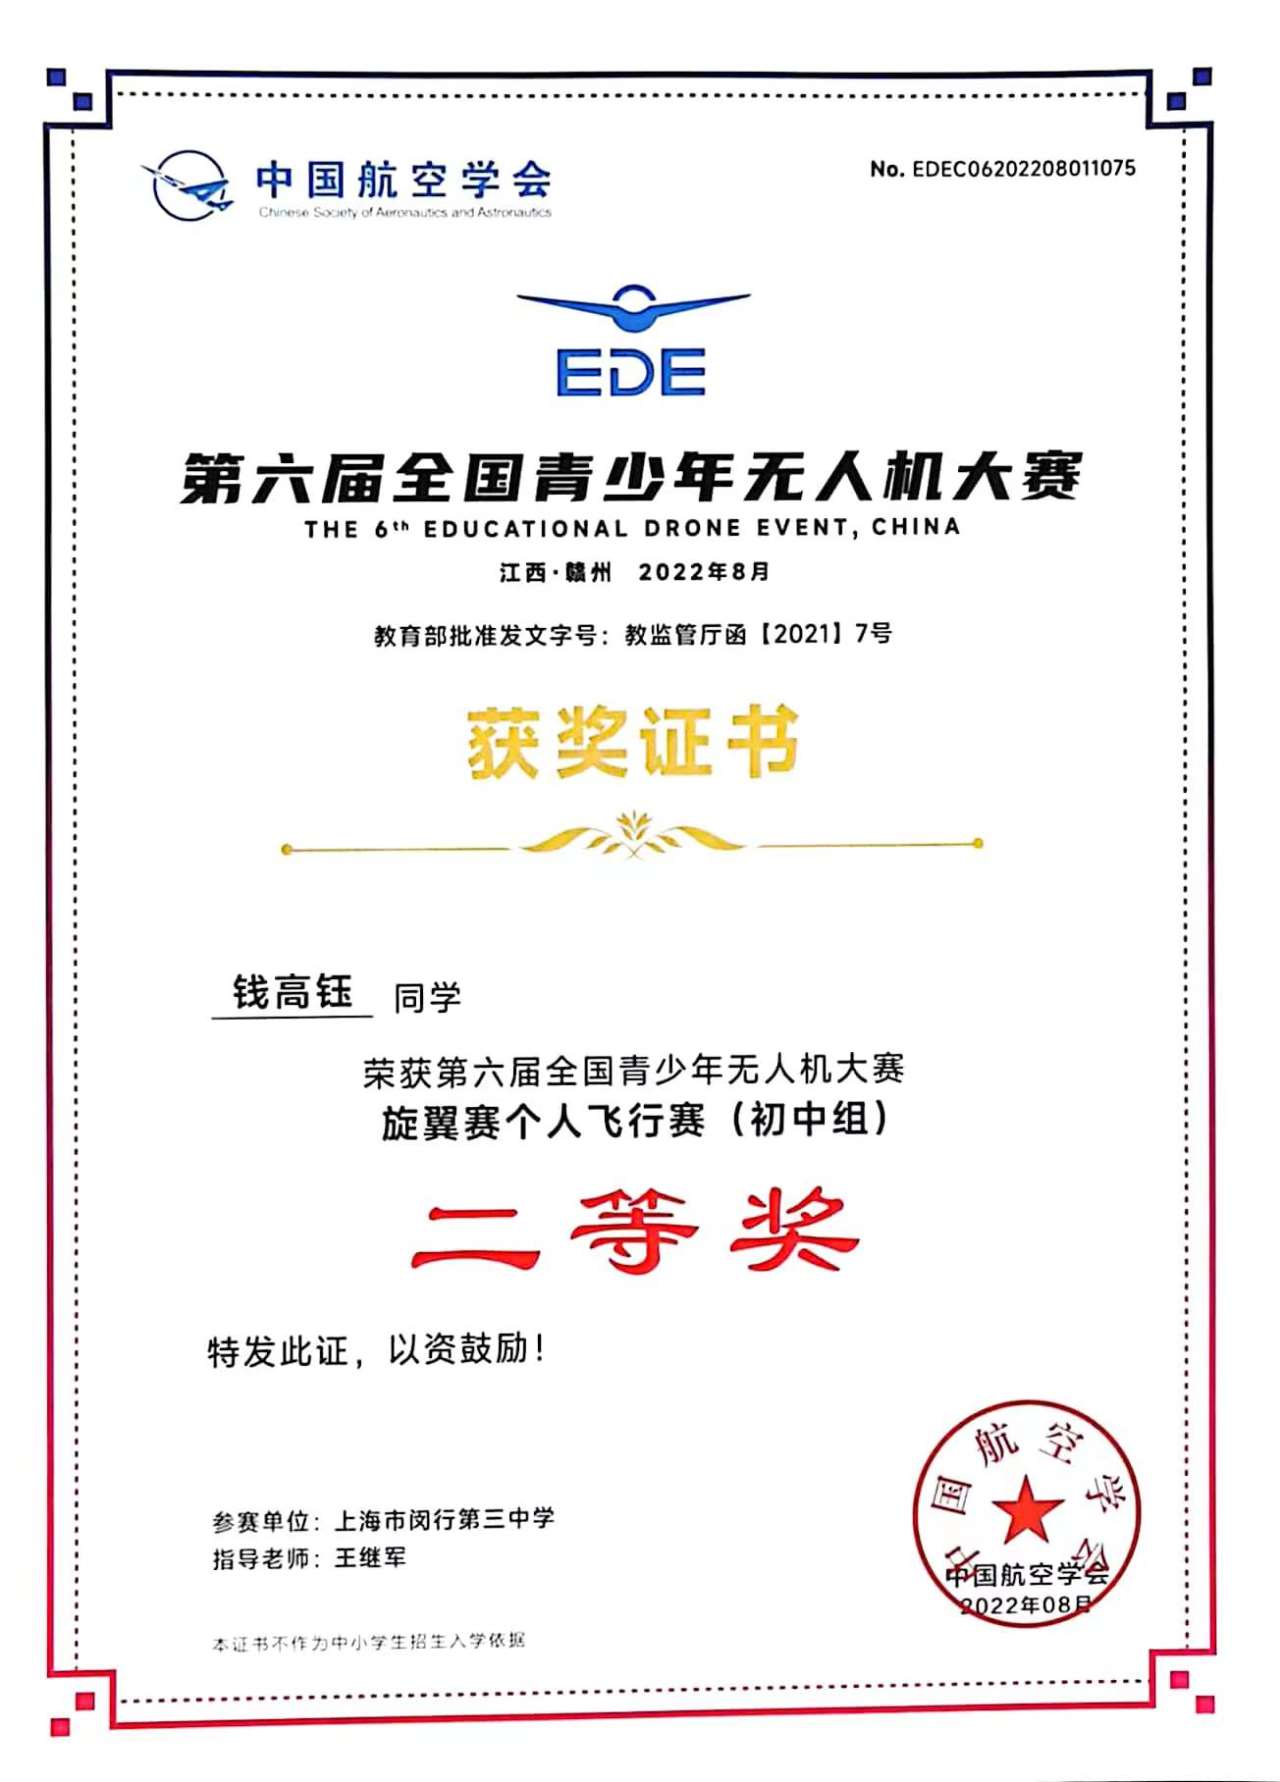 中国航空学会
Chinese Society of Aeronautics and Astronautics
No. EDEC06202208011075
EDE
第六届全国青少年无人机大赛
THE 6th EDUCATIONAL DRONE EVENT, CHINA
江西·赣州 2022年8月
教育部批准发文字号：教监管厅函【2021】7号
获奖证书
钱高钰 同学
荣获第六届全国青少年无人机大赛
旋翼赛个人飞行赛（初中组）
二等奖
特发此证，以资鼓励！
参赛单位：上海市闵行第三中学
指导老师：王继军
中国航空学会
中国航空学会
2022年08月
本证书不作为中小学生招生入学依据